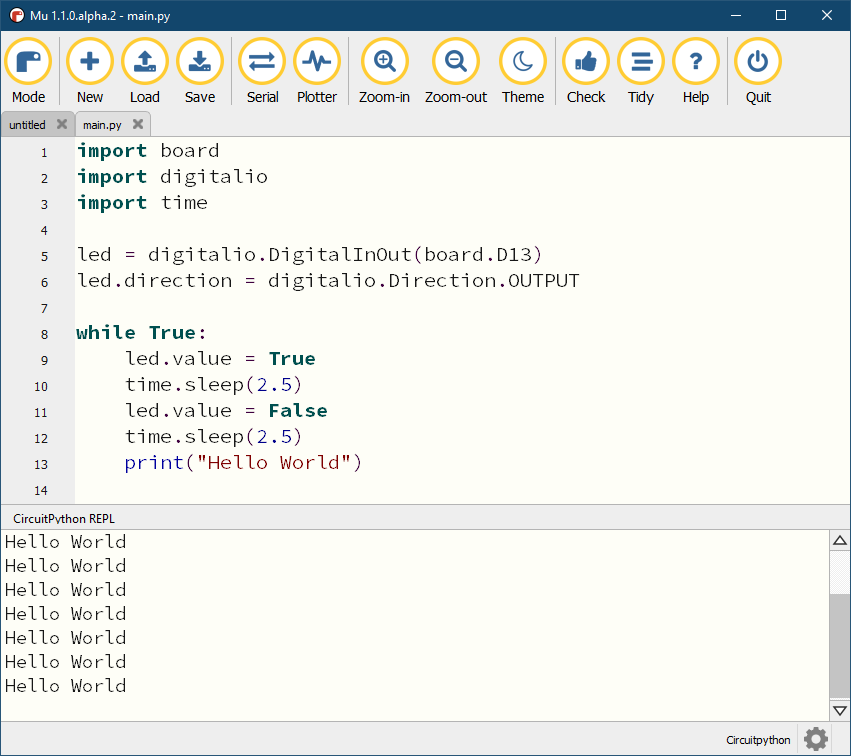 Mu 1.1.0.alpha.2 - main.py
Mode New Load Save Serial Plotter Zoom-in Zoom-out Theme Check Tidy Help Quit
untitled main.py
1 import board
2 import digitalio
3 import time
4
5 led = digitalio.DigitalInOut(board.D13)
6 led.direction = digitalio.Direction.OUTPUT
7
8 while True:
9     led.value = True
10     time.sleep(2.5)
11     led.value = False
12     time.sleep(2.5)
13     print("Hello World")
14
CircuitPython REPL
Hello World
Hello World
Hello World
Hello World
Hello World
Hello World
Hello World
Circuitpython